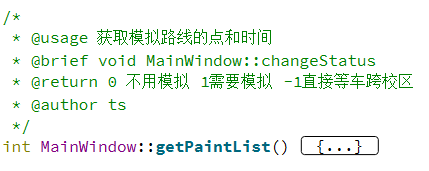 /*
* @usage 获取模拟路线的点和时间
* @brief void MainWindow::changeStatus
* @return 0 不用模拟 1需要模拟 -1直接等车跨校区
* @author ts
*/
int MainWindow::getPaintList() {...}